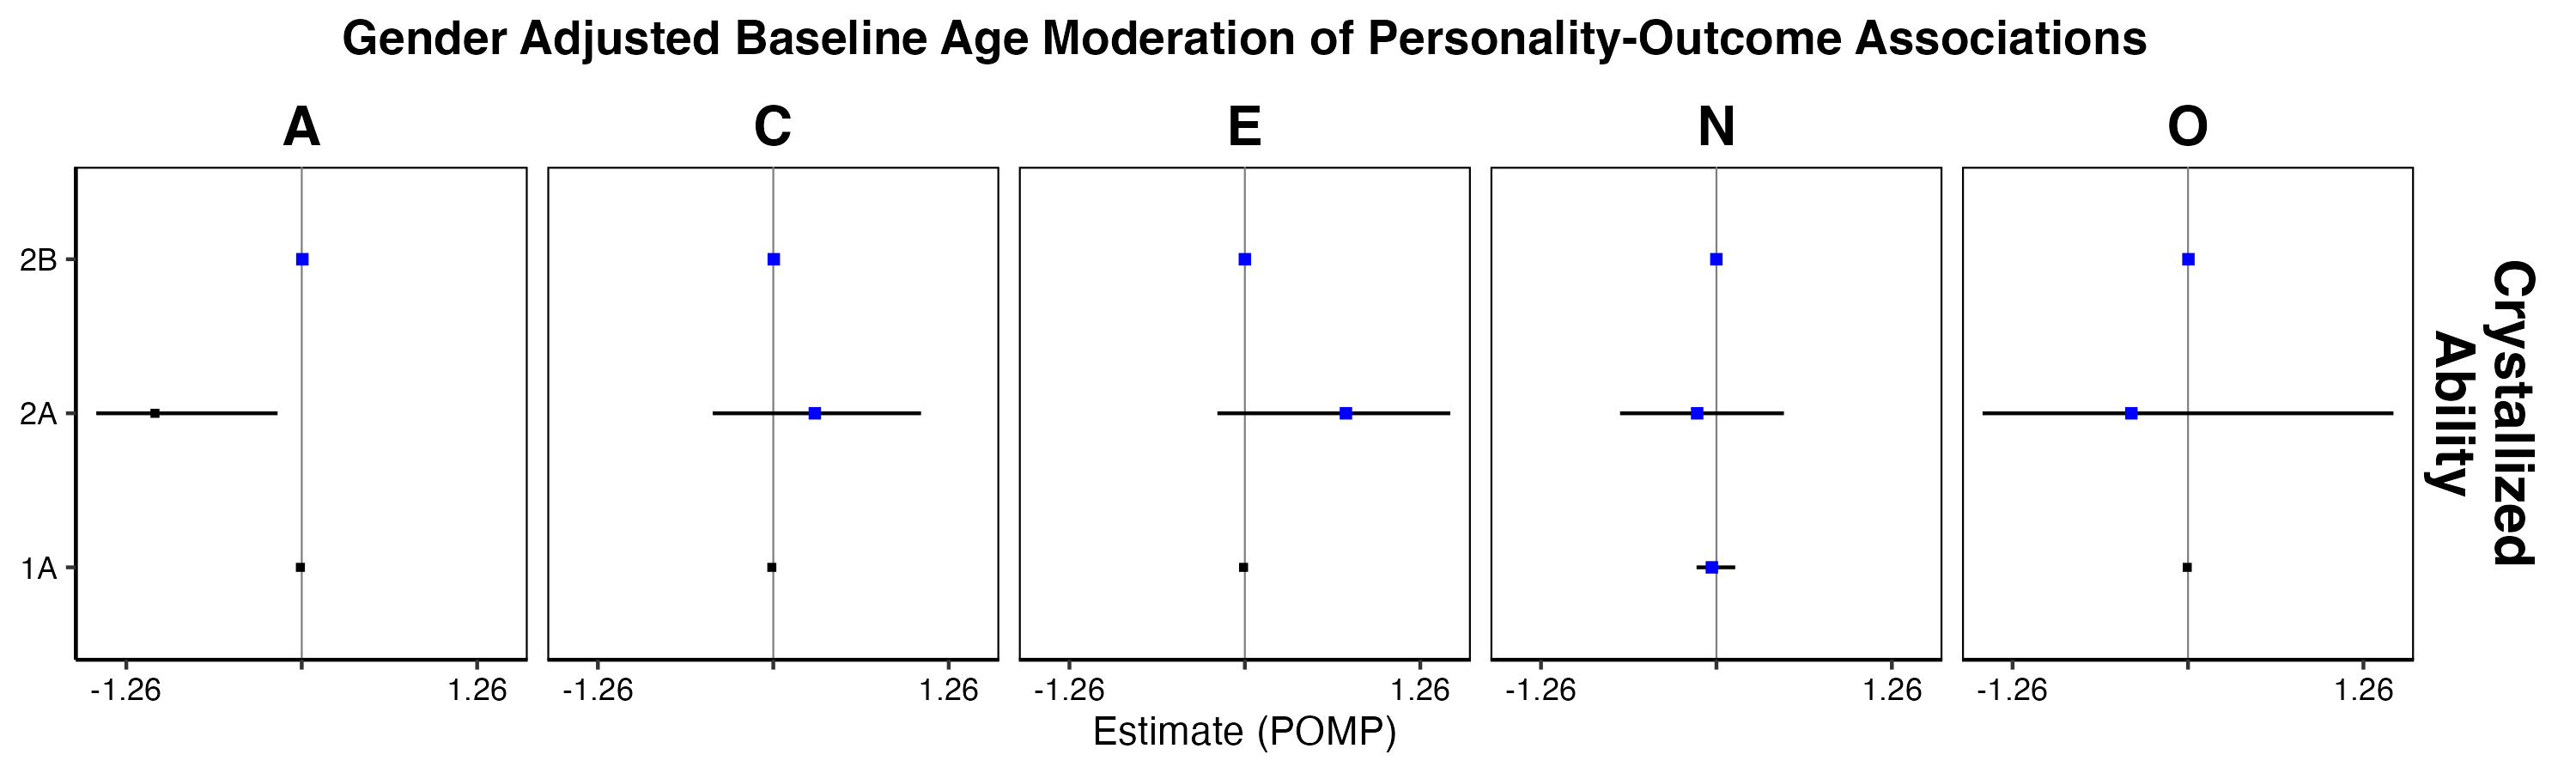 Gender Adjusted Baseline Age Moderation of Personality-Outcome Associations
A C E N O
2B
2A
1A
-1.26 1.26 -1.26 1.26 -1.26 1.26 -1.26 1.26 -1.26 1.26
Estimate (POMP)
Crystallized
Ability